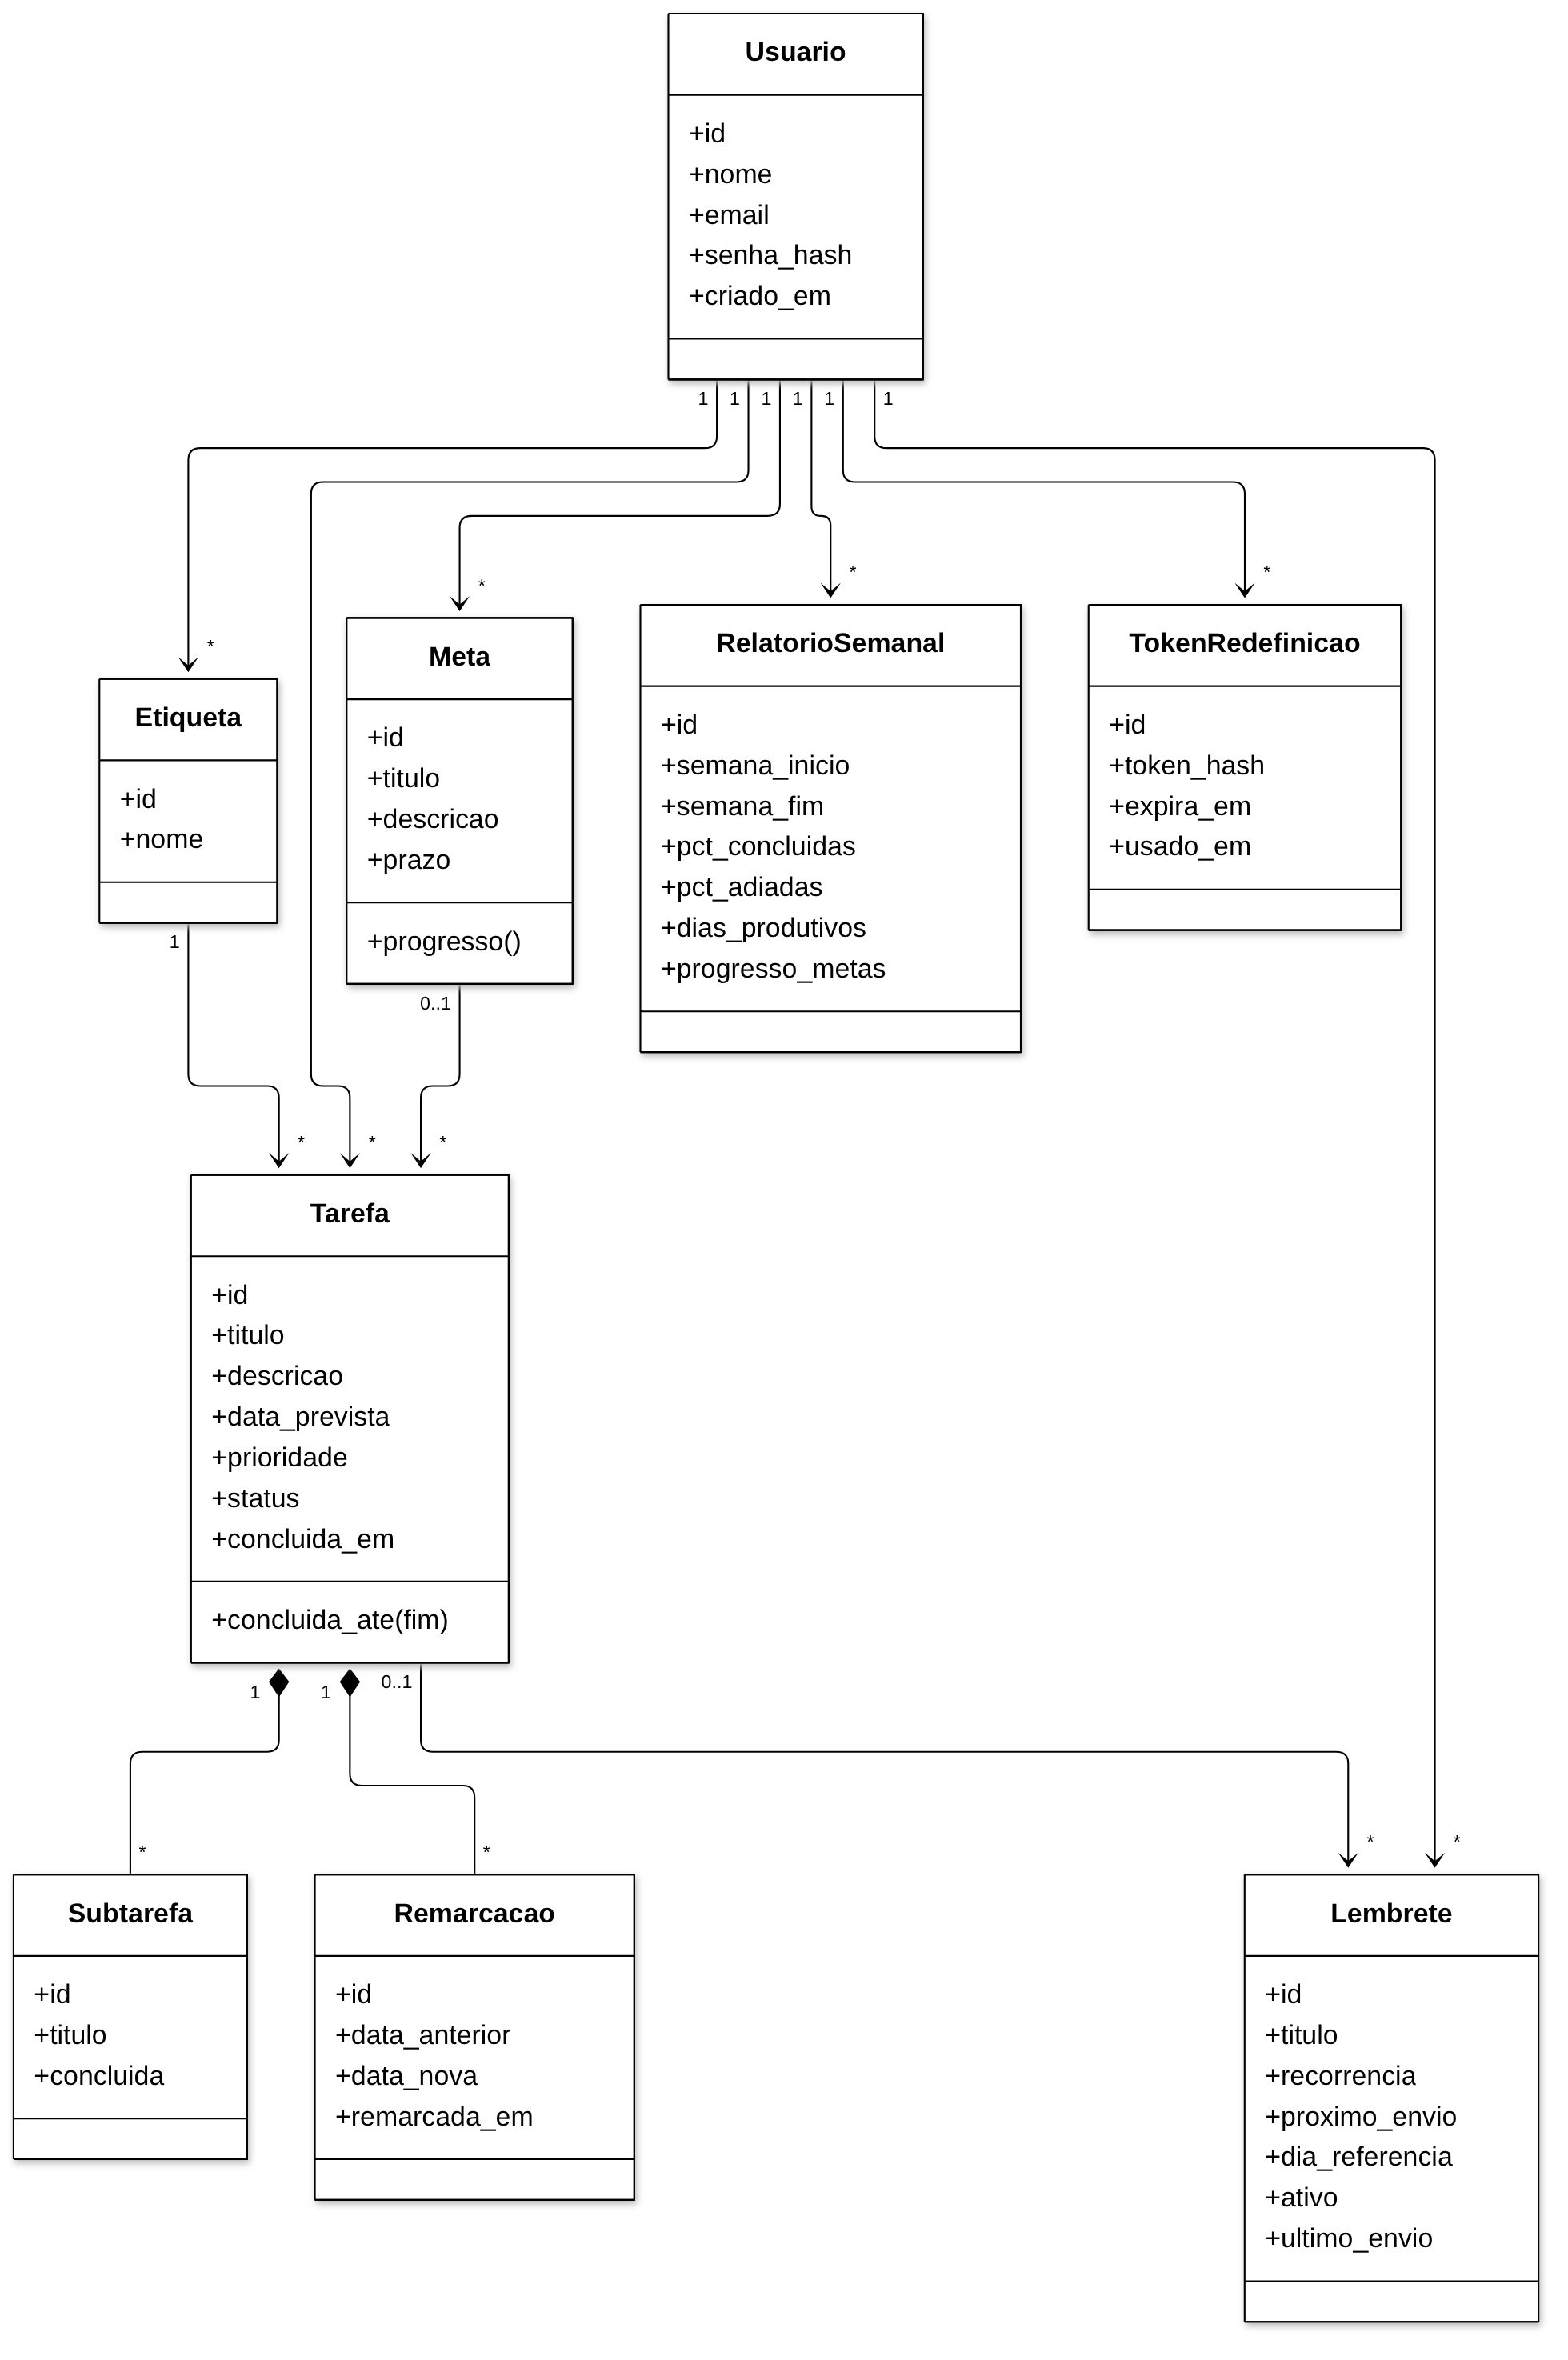 Usuario
+id
+nome
+email
+senha_hash
+criado_em
1 1 1 1 1 1
*
*
*
*
Meta
+id
+titulo
+descricao
+prazo
+progresso()
0..1
RelatorioSemanal
+id
+semana_inicio
+semana_fim
+pct_concluidas
+pct_adiadas
+dias_produtivos
+progresso_metas
TokenRedefinicao
+id
+token_hash
+expira_em
+usado_em
Etiqueta
+id
+nome
1
* * *
Tarefa
+id
+titulo
+descricao
+data_prevista
+prioridade
+status
+concluida_em
+concluida_ate(fim)
1 1 0..1
* * * *
Subtarefa
+id
+titulo
+concluida
Remarcacao
+id
+data_anterior
+data_nova
+remarcada_em
Lembrete
+id
+titulo
+recorrencia
+proximo_envio
+dia_referencia
+ativo
+ultimo_envio